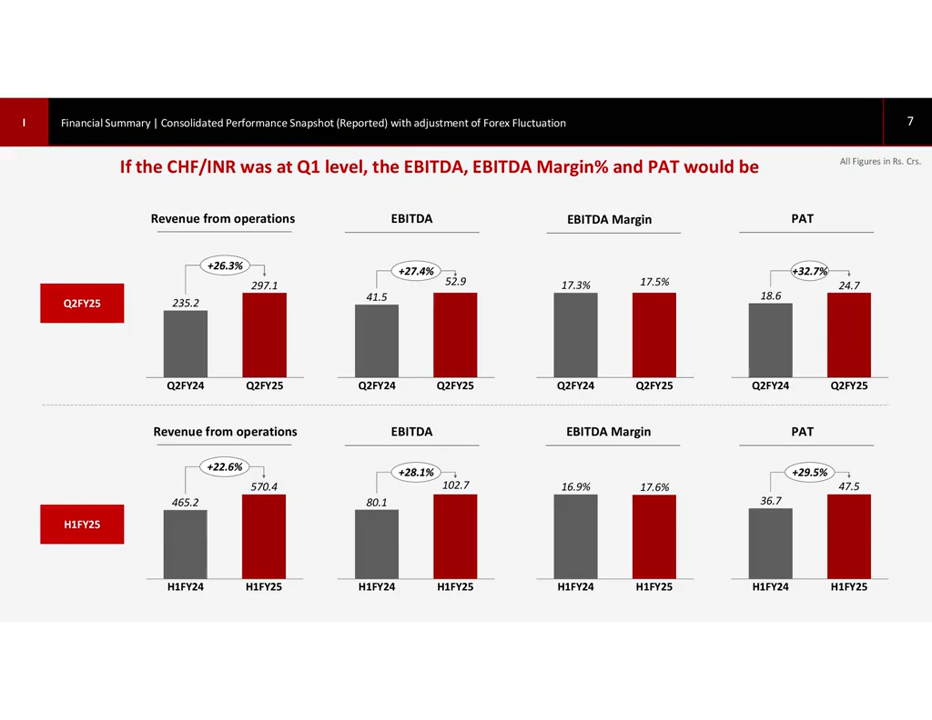 I
Financial Summary | Consolidated Performance Snapshot (Reported) with adjustment of Forex Fluctuation
7
If the CHF/INR was at Q1 level, the EBITDA, EBITDA Margin% and PAT would be
All Figures in Rs. Crs.
Revenue from operations
EBITDA
EBITDA Margin
PAT
Q2FY25
+26.3%
235.2
297.1
Q2FY24
Q2FY25
+27.4%
41.5
52.9
Q2FY24
Q2FY25
17.3%
17.5%
Q2FY24
Q2FY25
+32.7%
18.6
24.7
Q2FY24
Q2FY25
Revenue from operations
EBITDA
EBITDA Margin
PAT
H1FY25
+22.6%
465.2
570.4
H1FY24
H1FY25
+28.1%
80.1
102.7
H1FY24
H1FY25
16.9%
17.6%
H1FY24
H1FY25
+29.5%
36.7
47.5
H1FY24
H1FY25